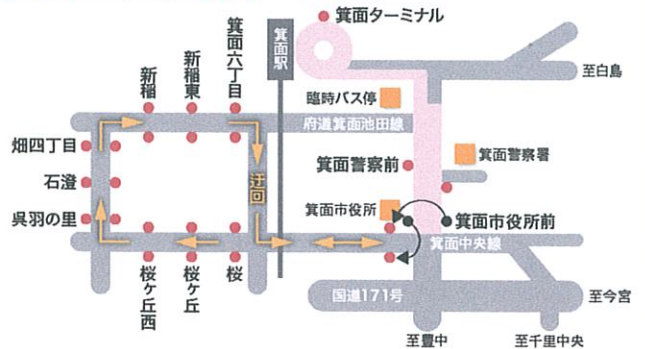 箕面ターミナル
箕面駅
至白島
新稲
新稲東
箕面六丁目
臨時バス停
府道箕面池田線
畑四丁目
石澄
呉羽の里
迂回
箕面警察前
箕面警察署
箕面市役所
箕面市役所前
箕面中央線
桜ヶ丘西
桜ヶ丘
桜
国道171号
至今宮
至豊中
至千里中央